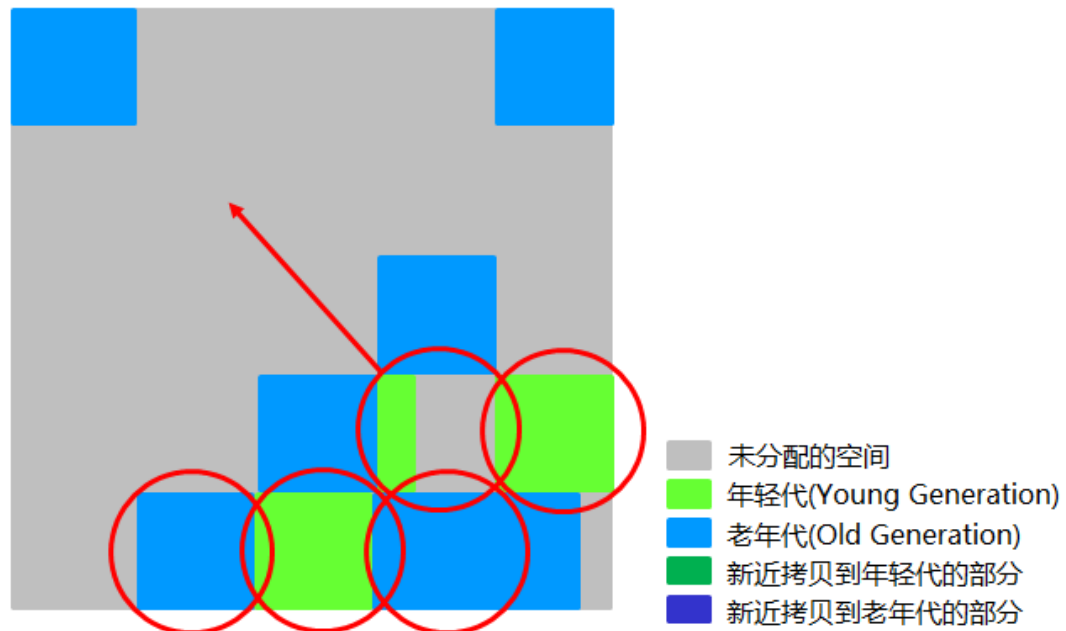 未分配的空间
年轻代(Young Generation)
老年代(Old Generation)
新近拷贝到年轻代的部分
新近拷贝到老年代的部分